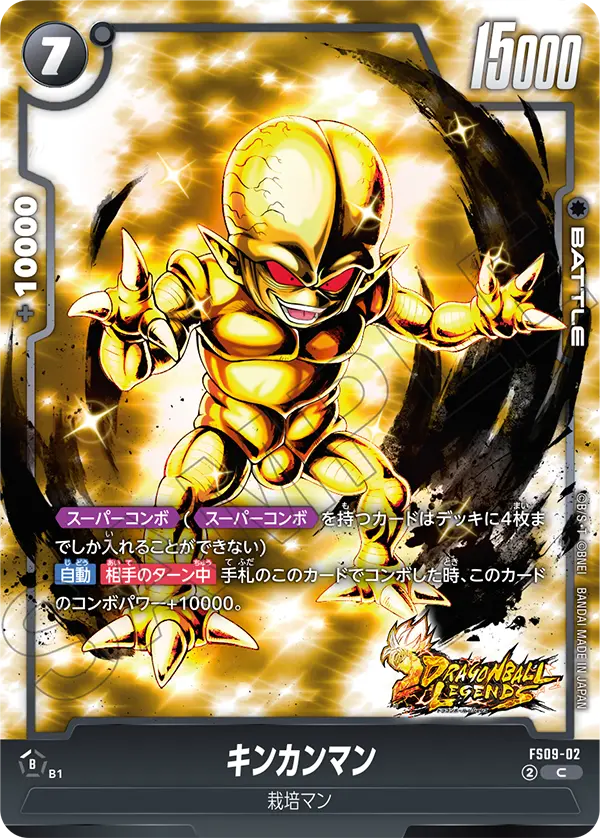 7
15000
+10000
BATTLE
スーパーコンボ ( スーパーコンボ を持つカードはデッキに4枚ま
でしか入れることができない)
自動 相手のターン中 手札のこのカードでコンボした時、このカード
のコンボパワー+10000。
SAMPLE
©B/S･T ©BNEI BANDAI MADE IN JAPAN
DRAGONBALL
LEGENDS
キンカンマン
FS09-02
B
B1
② C
栽培マン